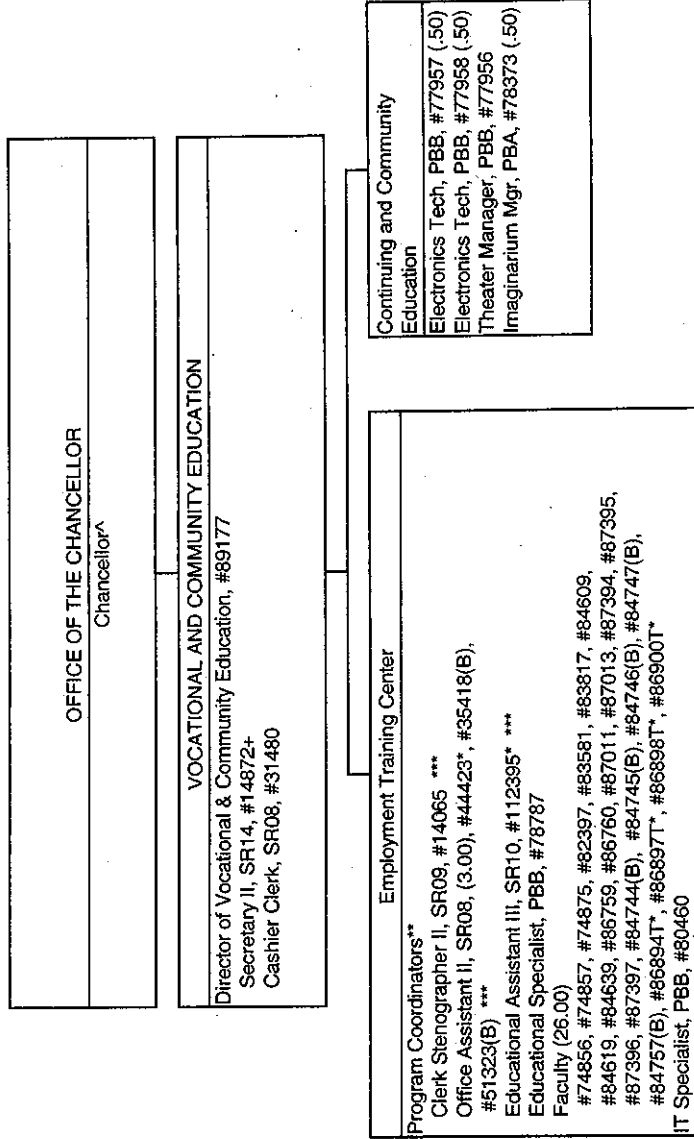 OFFICE OF THE CHANCELLOR
Chancellor^
VOCATIONAL AND COMMUNITY EDUCATION
Director of Vocational & Community Education, #89177
Secretary II, SR14, #14872+
Cashier Clerk, SR08, #31480
Employment Training Center
Program Coordinators**
Clerk Stenographer II, SR09, #14065 ***
Office Assistant II, SR08, (3.00), #44423*, #35418(B),
#51323(B) ***
Educational Assistant III, SR10, #112395* ***
Educational Specialist, PBB, #78787
Faculty (26.00)
#74856, #74857, #74875, #82397, #83581, #83817, #84609,
#84619, #84639, #86759, #86760, #87011, #87013, #87394, #87395,
#87396, #87397, #84744(B), #84745(B), #84746(B), #84747(B),
#84757(B), #86894T*, #86897T*, #86898T*, #86900T*
IT Specialist, PBB, #80460
Continuing and Community
Education
Electronics Tech, PBB, #77957 (.50)
Electronics Tech, PBB, #77958 (.50)
Theater Manager, PBB, #77956
Imaginarium Mgr, PBA, #78373 (.50)